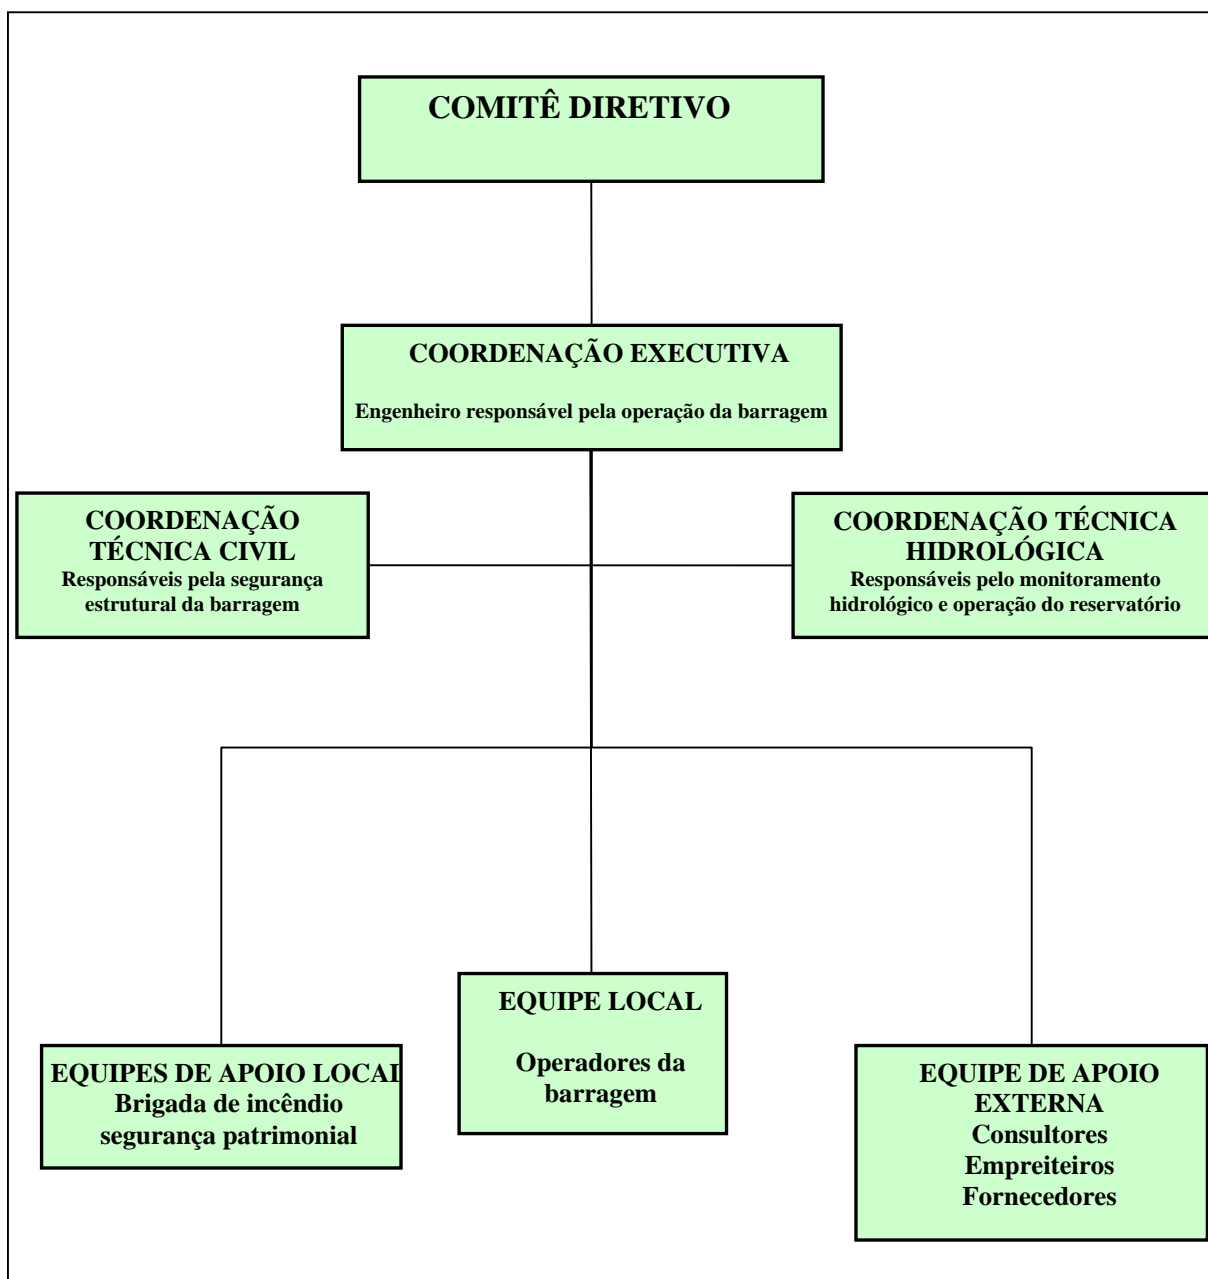 COMITÊ DIRETIVO
COORDENAÇÃO EXECUTIVA
Engenheiro responsável pela operação da barragem
COORDENAÇÃO
TÉCNICA CIVIL
Responsáveis pela segurança
estrutural da barragem
COORDENAÇÃO TÉCNICA
HIDROLÓGICA
Responsáveis pelo monitoramento
hidrológico e operação do reservatório
EQUIPES DE APOIO LOCAL
Brigada de incêndio
segurança patrimonial
EQUIPE LOCAL
Operadores da
barragem
EQUIPE DE APOIO
EXTERNA
Consultores
Empreiteiros
Fornecedores